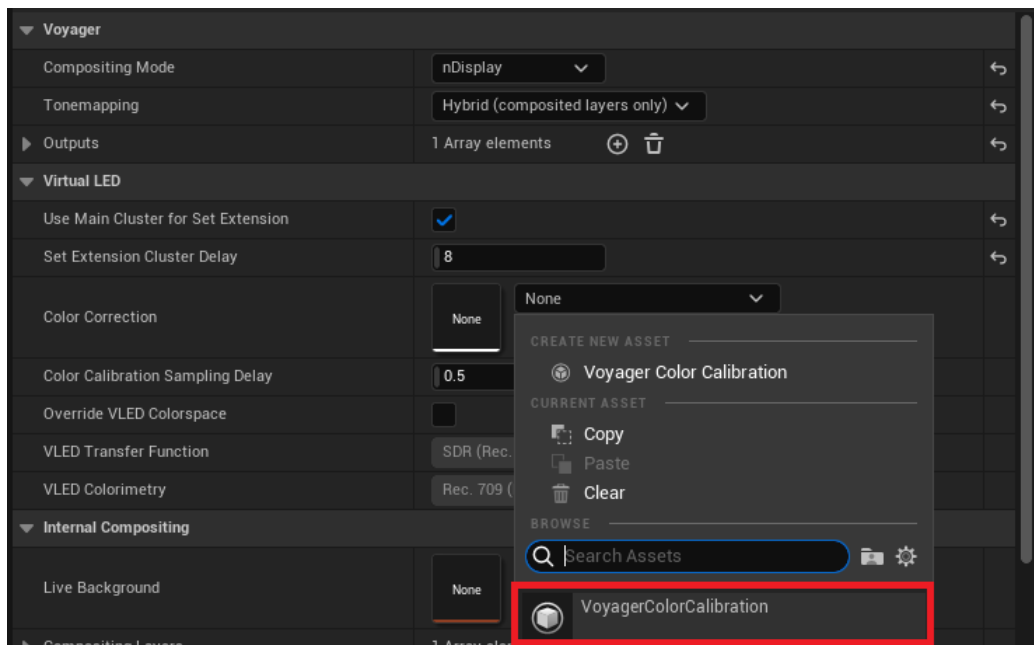 Voyager
Compositing Mode nDisplay
Tonemapping Hybrid (composited layers only)
Outputs 1 Array elements
Virtual LED
Use Main Cluster for Set Extension
Set Extension Cluster Delay 8
Color Correction None None
CREATE NEW ASSET
Voyager Color Calibration
Color Calibration Sampling Delay 0.5
CURRENT ASSET
Override VLED Colorspace
Copy
VLED Transfer Function SDR (Rec.
Paste
VLED Colorimetry Rec. 709 (
Clear
Internal Compositing
BROWSE
Search Assets
Live Background None
VoyagerColorCalibration